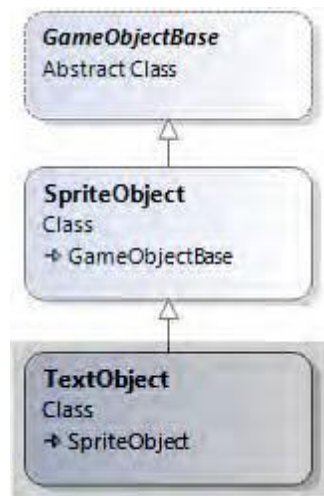 GameObjectBase
Abstract Class
SpriteObject
Class
GameObjectBase
TextObject
Class
SpriteObject